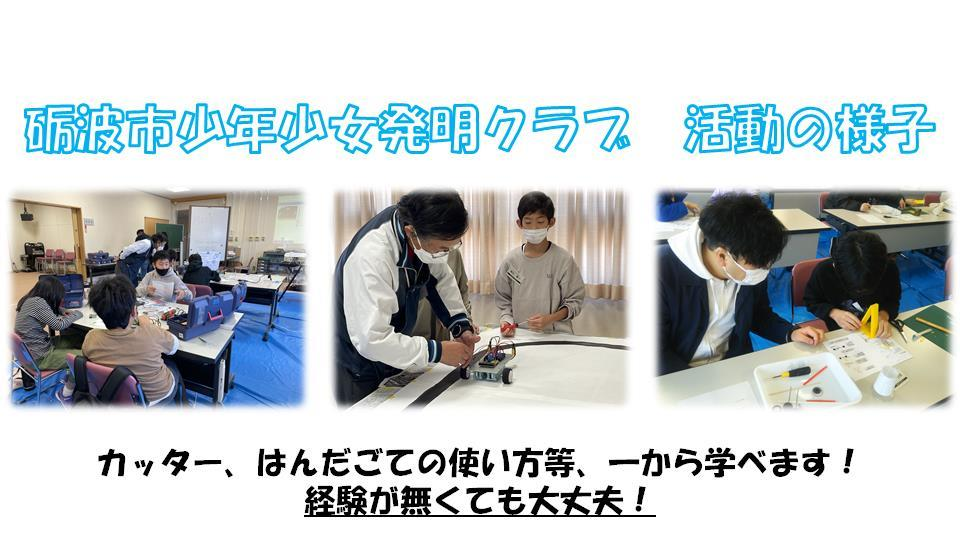 砺波市少年少女発明クラブ　活動の様子
カッター、はんだごての使い方等、一から学べます！
経験が無くても大丈夫！